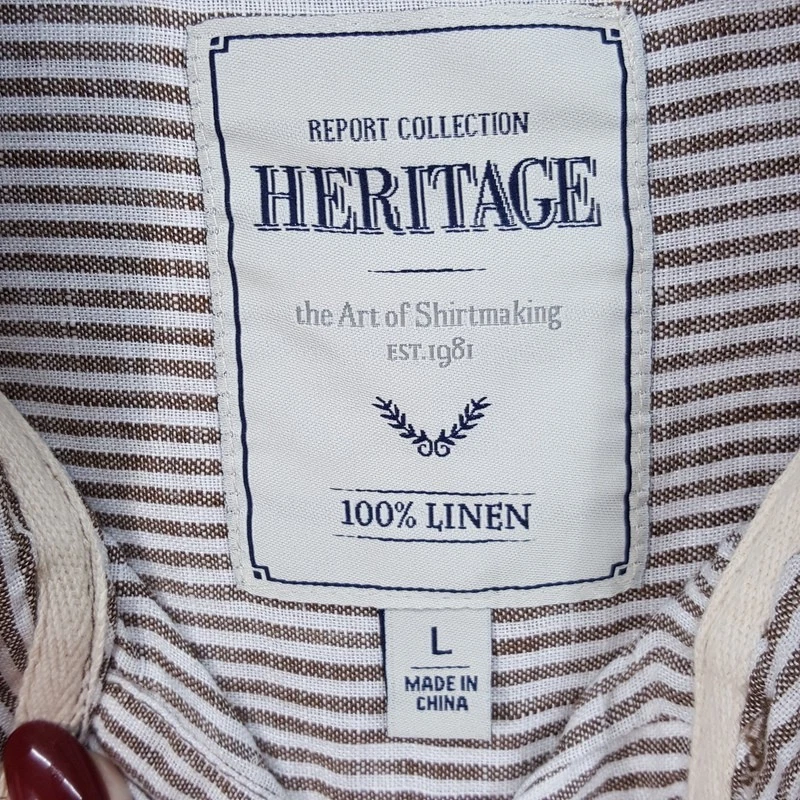 REPORT COLLECTION
HERITAGE
the Art of Shirtmaking
EST.1981
100% LINEN
L
MADE IN
CHINA